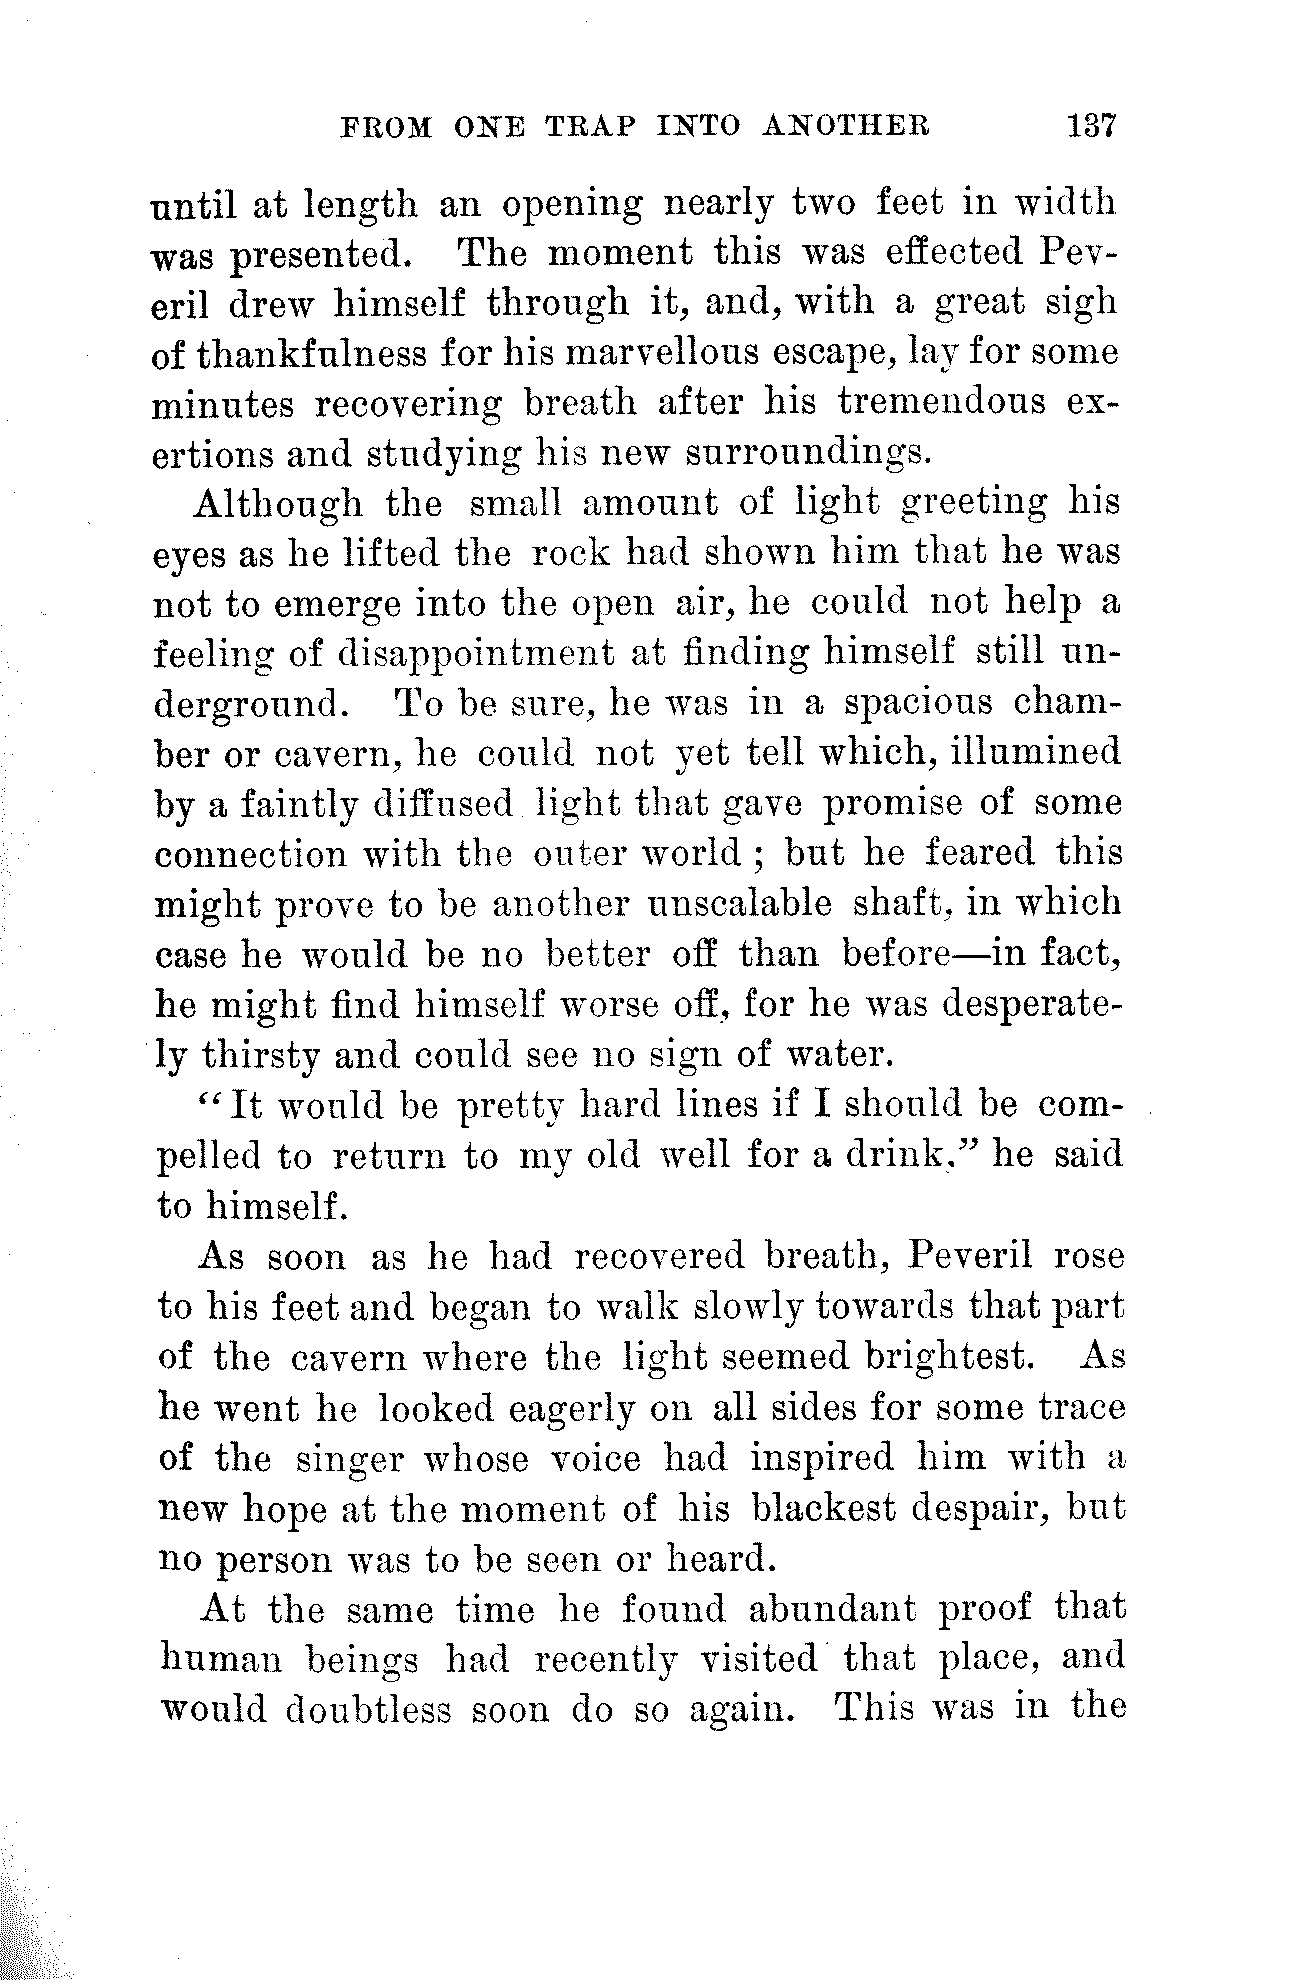 FROM ONE TRAP INTO ANOTHER 137
until at length an opening nearly two feet in width
was presented. The moment this was effected Pev-
eril drew himself through it, and, with a great sigh
of thankfulness for his marvellous escape, lay for some
minutes recovering breath after his tremendous ex-
ertions and studying his new surroundings.
Although the small amount of light greeting his
eyes as he lifted the rock had shown him that he was
not to emerge into the open air, he could not help a
feeling of disappointment at finding himself still un-
derground. To be sure, he was in a spacious cham-
ber or cavern, he could not yet tell which, illumined
by a faintly diffused light that gave promise of some
connection with the outer world ; but he feared this
might prove to be another unscalable shaft, in which
case he would be no better off than before—in fact,
he might find himself worse off, for he was desperate-
ly thirsty and could see no sign of water.
“It would be pretty hard lines if I should be com-
pelled to return to my old well for a drink,” he said
to himself.
As soon as he had recovered breath, Peveril rose
to his feet and began to walk slowly towards that part
of the cavern where the light seemed brightest. As
he went he looked eagerly on all sides for some trace
of the singer whose voice had inspired him with a
new hope at the moment of his blackest despair, but
no person was to be seen or heard.
At the same time he found abundant proof that
human beings had recently visited that place, and
would doubtless soon do so again. This was in the